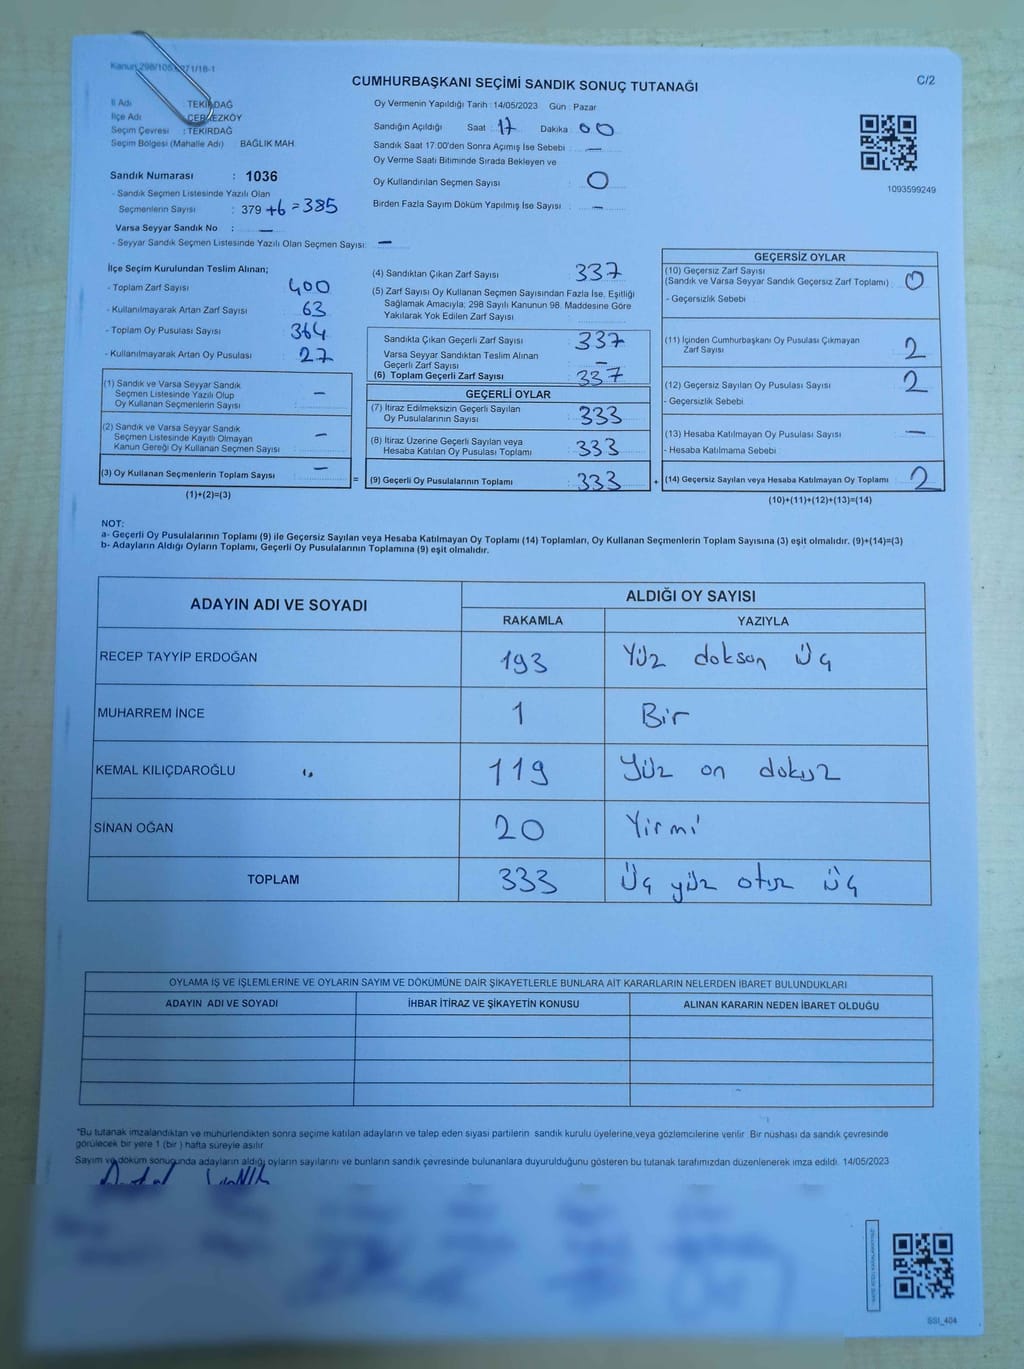 Kanun 298/105, 271/18-1
CUMHURBAŞKANI SEÇİMİ SANDIK SONUÇ TUTANAĞI
C/2
İl Adı : TEKİRDAĞ
İlçe Adı : ÇERKEZKÖY
Seçim Çevresi : TEKİRDAĞ
Seçim Bölgesi (Mahalle Adı) BAĞLIK MAH
Sandık Numarası : 1036
- Sandık Seçmen Listesinde Yazılı Olan
Seçmenlerin Sayısı : 379 +6 = 385
Varsa Seyyar Sandık No : —
- Seyyar Sandık Seçmen Listesinde Yazılı Olan Seçmen Sayısı: —
Oy Vermenin Yapıldığı Tarih : 14/05/2023 Gün : Pazar
Sandığın Açıldığı Saat : 17 Dakika : 00
Sandık Saat 17:00'den Sonra Açımış İse Sebebi : —
Oy Verme Saati Bitiminde Sırada Bekleyen ve
Oy Kullandırılan Seçmen Sayısı : 0
Birden Fazla Sayım Döküm Yapılmış İse Sayısı : —
1093599249
İlçe Seçim Kurulundan Teslim Alınan;
- Toplam Zarf Sayısı : 400
- Kullanılmayarak Artan Zarf Sayısı : 63
- Toplam Oy Pusulası Sayısı : 364
- Kullanılmayarak Artan Oy Pusulası : 27
(1) Sandık ve Varsa Seyyar Sandık
Seçmen Listesinde Yazılı Olup
Oy Kullanan Seçmenlerin Sayısı : —
(2) Sandık ve Varsa Seyyar Sandık
Seçmen Listesinde Kayıtlı Olmayan
Kanun Gereği Oy Kullanan Seçmen Sayısı : —
(3) Oy Kullanan Seçmenlerin Toplam Sayısı : —
(1)+(2)=(3)
(4) Sandıktan Çıkan Zarf Sayısı : 337
(5) Zarf Sayısı Oy Kullanan Seçmen Sayısından Fazla İse, Eşitliği
Sağlamak Amacıyla; 298 Sayılı Kanunun 98. Maddesine Göre
Yakılarak Yok Edilen Zarf Sayısı :
Sandıkta Çıkan Geçerli Zarf Sayısı : 337
Varsa Seyyar Sandıktan Teslim Alınan
Geçerli Zarf Sayısı : —
(6) Toplam Geçerli Zarf Sayısı : 337
GEÇERLİ OYLAR
(7) İtiraz Edilmeksizin Geçerli Sayılan
Oy Pusulalarının Sayısı : 333
(8) İtiraz Üzerine Geçerli Sayılan veya
Hesaba Katılan Oy Pusulası Toplamı : 333
= (9) Geçerli Oy Pusulalarının Toplamı : 333 +
GEÇERSİZ OYLAR
(10) Geçersiz Zarf Sayısı
(Sandık ve Varsa Seyyar Sandık Geçersiz Zarf Toplamı) : 0
- Geçersizlik Sebebi :
(11) İçinden Cumhurbaşkanı Oy Pusulası Çıkmayan
Zarf Sayısı : 2
(12) Geçersiz Sayılan Oy Pusulası Sayısı : 2
- Geçersizlik Sebebi :
(13) Hesaba Katılmayan Oy Pusulası Sayısı : —
- Hesaba Katılmama Sebebi :
(14) Geçersiz Sayılan veya Hesaba Katılmayan Oy Toplamı : 2
(10)+(11)+(12)+(13)=(14)
NOT:
a- Geçerli Oy Pusulalarının Toplamı (9) ile Geçersiz Sayılan veya Hesaba Katılmayan Oy Toplamı (14) Toplamları, Oy Kullanan Seçmenlerin Toplam Sayısına (3) eşit olmalıdır. (9)+(14)=(3)
b- Adayların Aldığı Oyların Toplamı, Geçerli Oy Pusulalarının Toplamına (9) eşit olmalıdır.
ADAYIN ADI VE SOYADI ALDIĞI OY SAYISI
RAKAMLA YAZIYLA
RECEP TAYYİP ERDOĞAN 193 Yüz doksan üç
MUHARREM İNCE 1 Bir
KEMAL KILIÇDAROĞLU 119 Yüz on dokuz
SİNAN OĞAN 20 Yirmi
TOPLAM 333 Üç yüz otuz üç
OYLAMA İŞ VE İŞLEMLERİNE VE OYLARIN SAYIM VE DÖKÜMÜNE DAİR ŞİKAYETLERLE BUNLARA AİT KARARLARIN NELERDEN İBARET BULUNDUKLARI
ADAYIN ADI VE SOYADI İHBAR İTİRAZ VE ŞİKAYETİN KONUSU ALINAN KARARIN NEDEN İBARET OLDUĞU
*Bu tutanak imzalandıktan ve mühürlendikten sonra seçime katılan adayların ve talep eden siyasi partilerin sandık kurulu üyelerine,veya gözlemcilerine verilir. Bir nüshası da sandık çevresinde
görülecek bir yere 1 (bir ) hafta süreyle asılır.
Sayım ve döküm sonucunda adayların aldığı oyların sayılarını ve bunların sandık çevresinde bulunanlara duyurulduğunu gösteren bu tutanak tarafımızdan düzenlenerek imza edildi. 14/05/2023
SSI_404